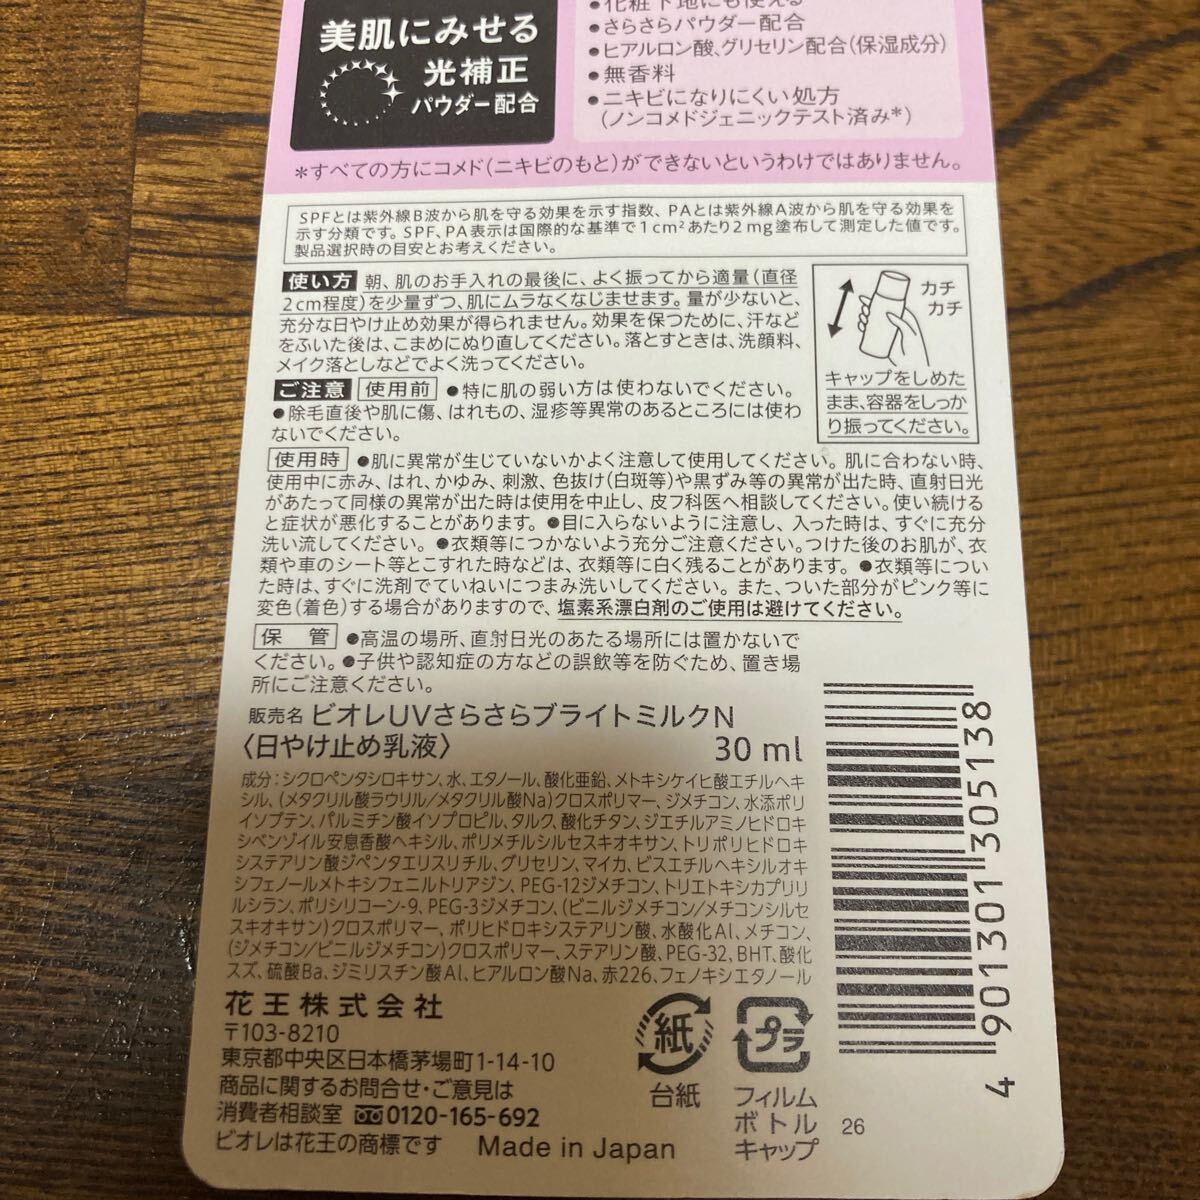 美肌にみせる
光補正
パウダー配合
•化粧下地にも使える
•さらさらパウダー配合
•ヒアルロン酸、グリセリン配合(保湿成分)
•無香料
•ニキビになりにくい処方
(ノンコメドジェニックテスト済み*)
*すべての方にコメド(ニキビのもと)ができないというわけではありません。
SPFとは紫外線B波から肌を守る効果を示す指数、PAとは紫外線A波から肌を守る効果を
示す分類です。SPF、PA表示は国際的な基準で1cm²あたり2mg塗布して測定した値です。
製品選択時の目安とお考えください。
使い方 朝、肌のお手入れの最後に、よく振ってから適量(直径
2cm程度)を少量ずつ、肌にムラなくなじませます。量が少ないと、
充分な日やけ止め効果が得られません。効果を保つために、汗など
をふいた後は、こまめにぬり直してください。落とすときは、洗顔料、
メイク落としなどでよく洗ってください。
カチ
カチ
キャップをしめた
まま、容器をしっか
り振ってください。
ご注意 使用前 ●特に肌の弱い方は使わないでください。
●除毛直後や肌に傷、はれもの、湿疹等異常のあるところには使わ
ないでください。
使用時 ●肌に異常が生じていないかよく注意して使用してください。肌に合わない時、
使用中に赤み、はれ、かゆみ、刺激、色抜け(白斑等)や黒ずみ等の異常が出た時、直射日光
があたって同様の異常が出た時は使用を中止し、皮フ科医へ相談してください。使い続ける
と症状が悪化することがあります。●目に入らないように注意し、入った時は、すぐに充分
洗い流してください。●衣類等につかないよう充分ご注意ください。つけた後のお肌が、衣
類や車のシート等とこすれた時などは、衣類等に白く残ることがあります。●衣類等につい
た時は、すぐに洗剤でていねいにつまみ洗いしてください。また、ついた部分がピンク等に
変色(着色)する場合がありますので、塩素系漂白剤のご使用は避けてください。
保管 ●高温の場所、直射日光のあたる場所には置かないで
ください。●子供や認知症の方などの誤飲等を防ぐため、置き場
所にご注意ください。
販売名 ビオレUVさらさらブライトミルクN
〈日やけ止め乳液〉 30 ml
成分:シクロペンタシロキサン、水、エタノール、酸化亜鉛、メトキシケイヒ酸エチルヘキ
シル、(メタクリル酸ラウリル/メタクリル酸Na)クロスポリマー、ジメチコン、水添ポリ
イソブテン、パルミチン酸イソプロピル、タルク、酸化チタン、ジエチルアミノヒドロキ
シベンゾイル安息香酸ヘキシル、ポリメチルシルセスキオキサン、トリポリヒドロキ
システアリン酸ジペンタエリスリチル、グリセリン、マイカ、ビスエチルヘキシルオキ
シフェノールメトキシフェニルトリアジン、PEG-12ジメチコン、トリエトキシカプリリ
ルシラン、ポリシリコーン-9、PEG-3ジメチコン、(ビニルジメチコン/メチコンシルセ
スキオキサン)クロスポリマー、ポリヒドロキシステアリン酸、水酸化Al、メチコン、
(ジメチコン/ビニルジメチコン)クロスポリマー、ステアリン酸、PEG-32、BHT、酸化
スズ、硫酸Ba、ジミリスチン酸Al、ヒアルロン酸Na、赤226、フェノキシエタノール
花王株式会社
〒103-8210
東京都中央区日本橋茅場町1-14-10
商品に関するお問合せ・ご意見は
消費者相談室 0120-165-692
ビオレは花王の商標です Made in Japan
紙
台紙
プラ
フィルム
ボトル
キャップ
26
4 901301 305138